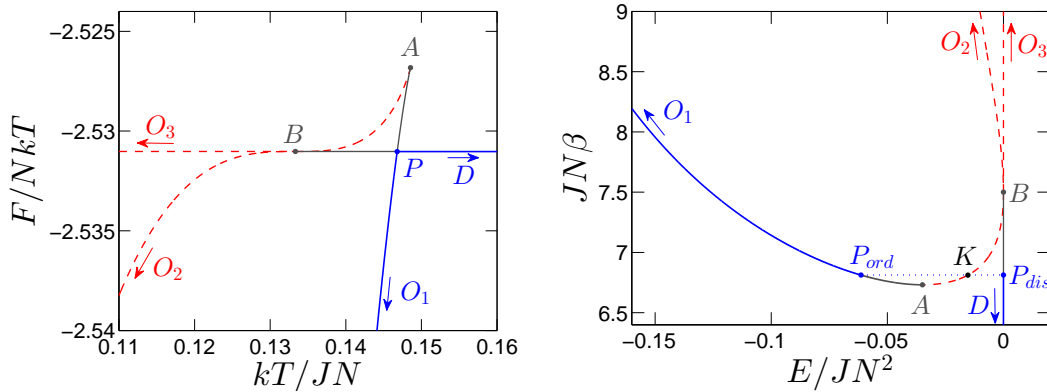 -2.525
-2.53
-2.535
-2.54
F/NkT
A
B
O3
P
D
O2
O1
0.11 0.12 0.13 0.14 0.15 0.16
kT/JN
9
8.5
8
7.5
7
6.5
JNβ
O2 O3
O1
B
Pord K
Pdis
A
D
-0.15 -0.1 -0.05 0
E/JN²